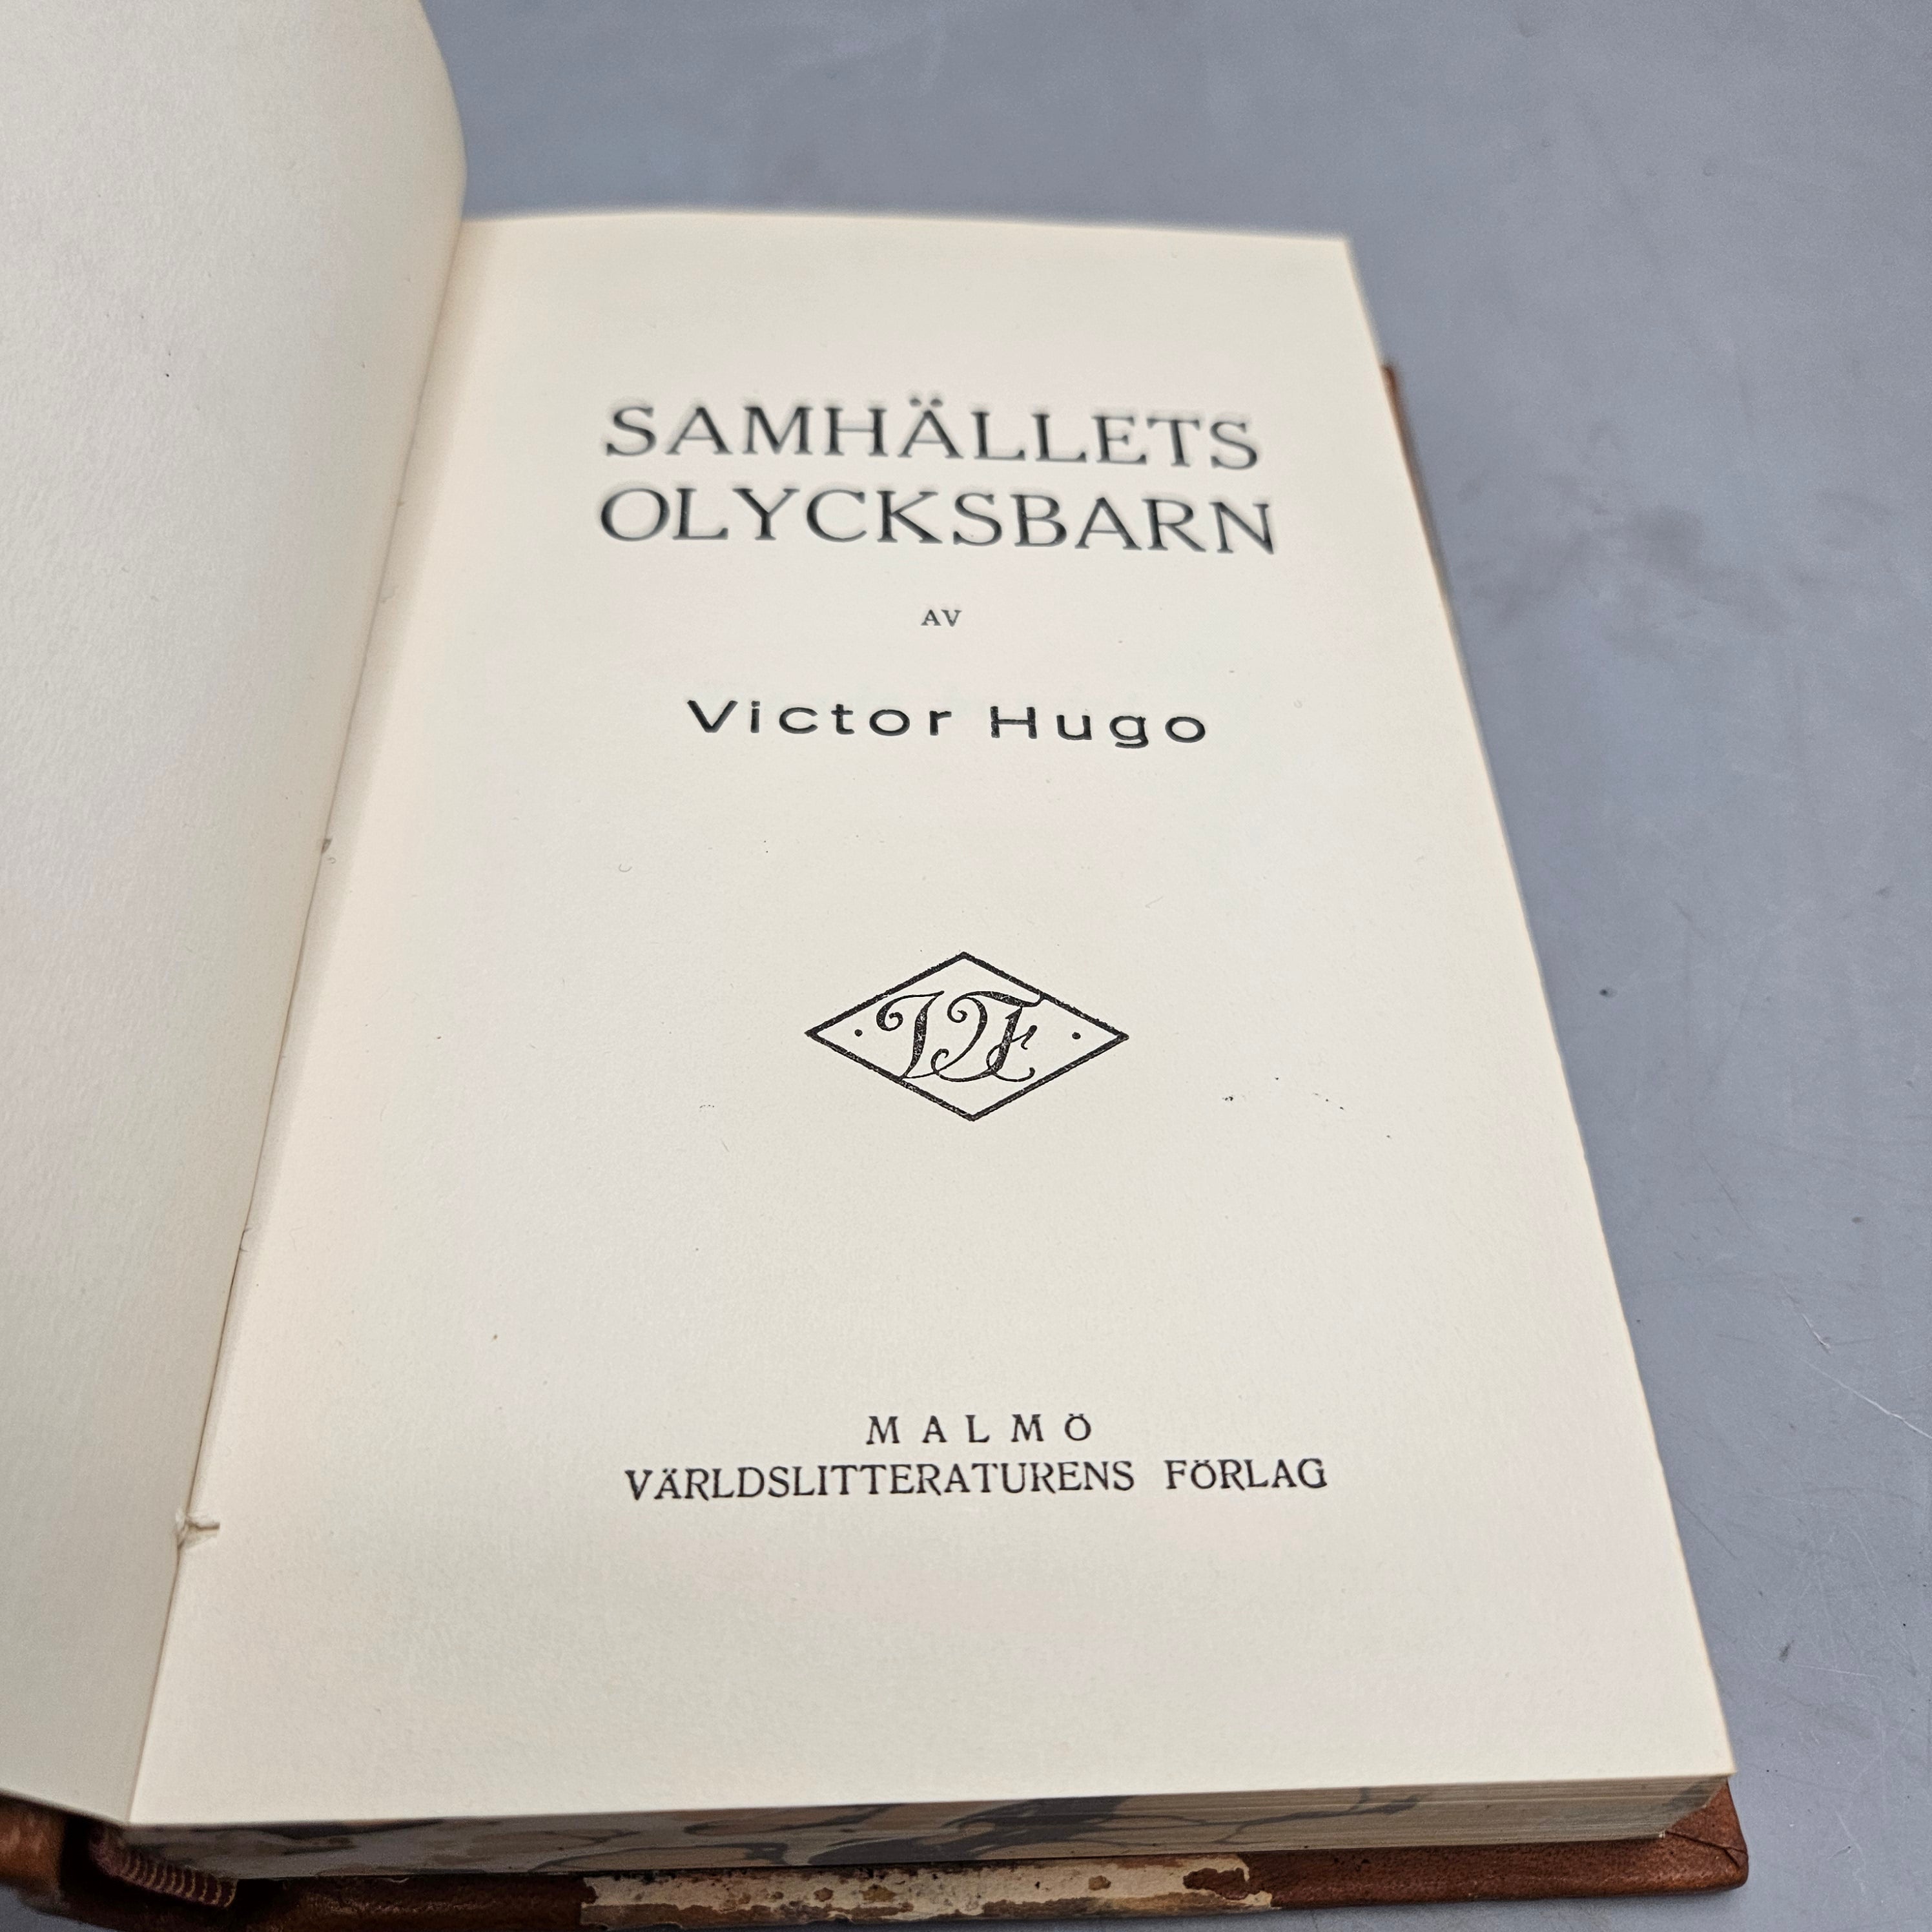 SAMHÄLLETS
OLYCKSBARN
AV
Victor Hugo
VF
MALMÖ
VÄRLDSLITTERATURENS FÖRLAG